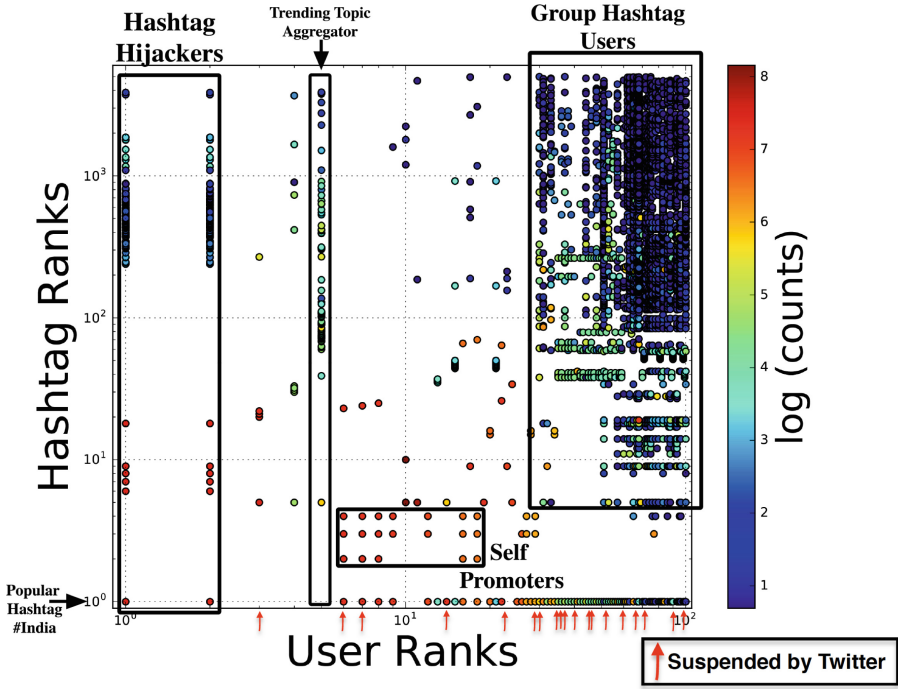 Hashtag
Hijackers
Trending Topic
Aggregator
Group Hashtag
Users
Hashtag Ranks
10³
10²
10¹
10⁰
Popular
Hashtag
#India
Self
Promoters
10⁰
10¹
10²
User Ranks
Suspended by Twitter
8
7
6
5
4
3
2
1
log (counts)